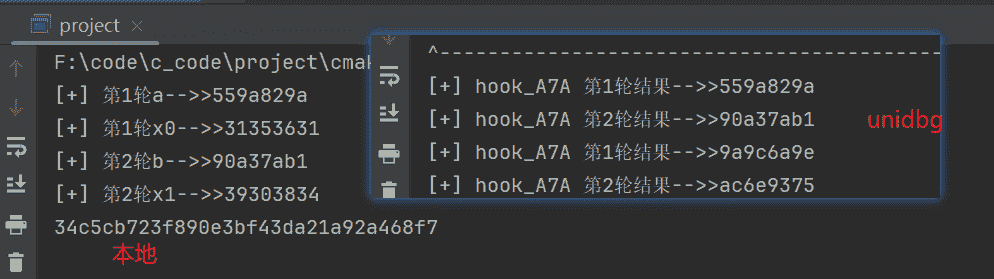 project
F:\code\c_code\project\cmak
[+] 第1轮a-->>559a829a
[+] 第1轮x0-->>31353631
[+] 第2轮b-->>90a37ab1
[+] 第2轮x1-->>39303834
34c5cb723f890e3bf43da21a92a468f7
本地
^------------------------------------------
[+] hook_A7A 第1轮结果-->>559a829a
[+] hook_A7A 第2轮结果-->>90a37ab1
[+] hook_A7A 第1轮结果-->>9a9c6a9e
[+] hook_A7A 第2轮结果-->>ac6e9375
unidbg